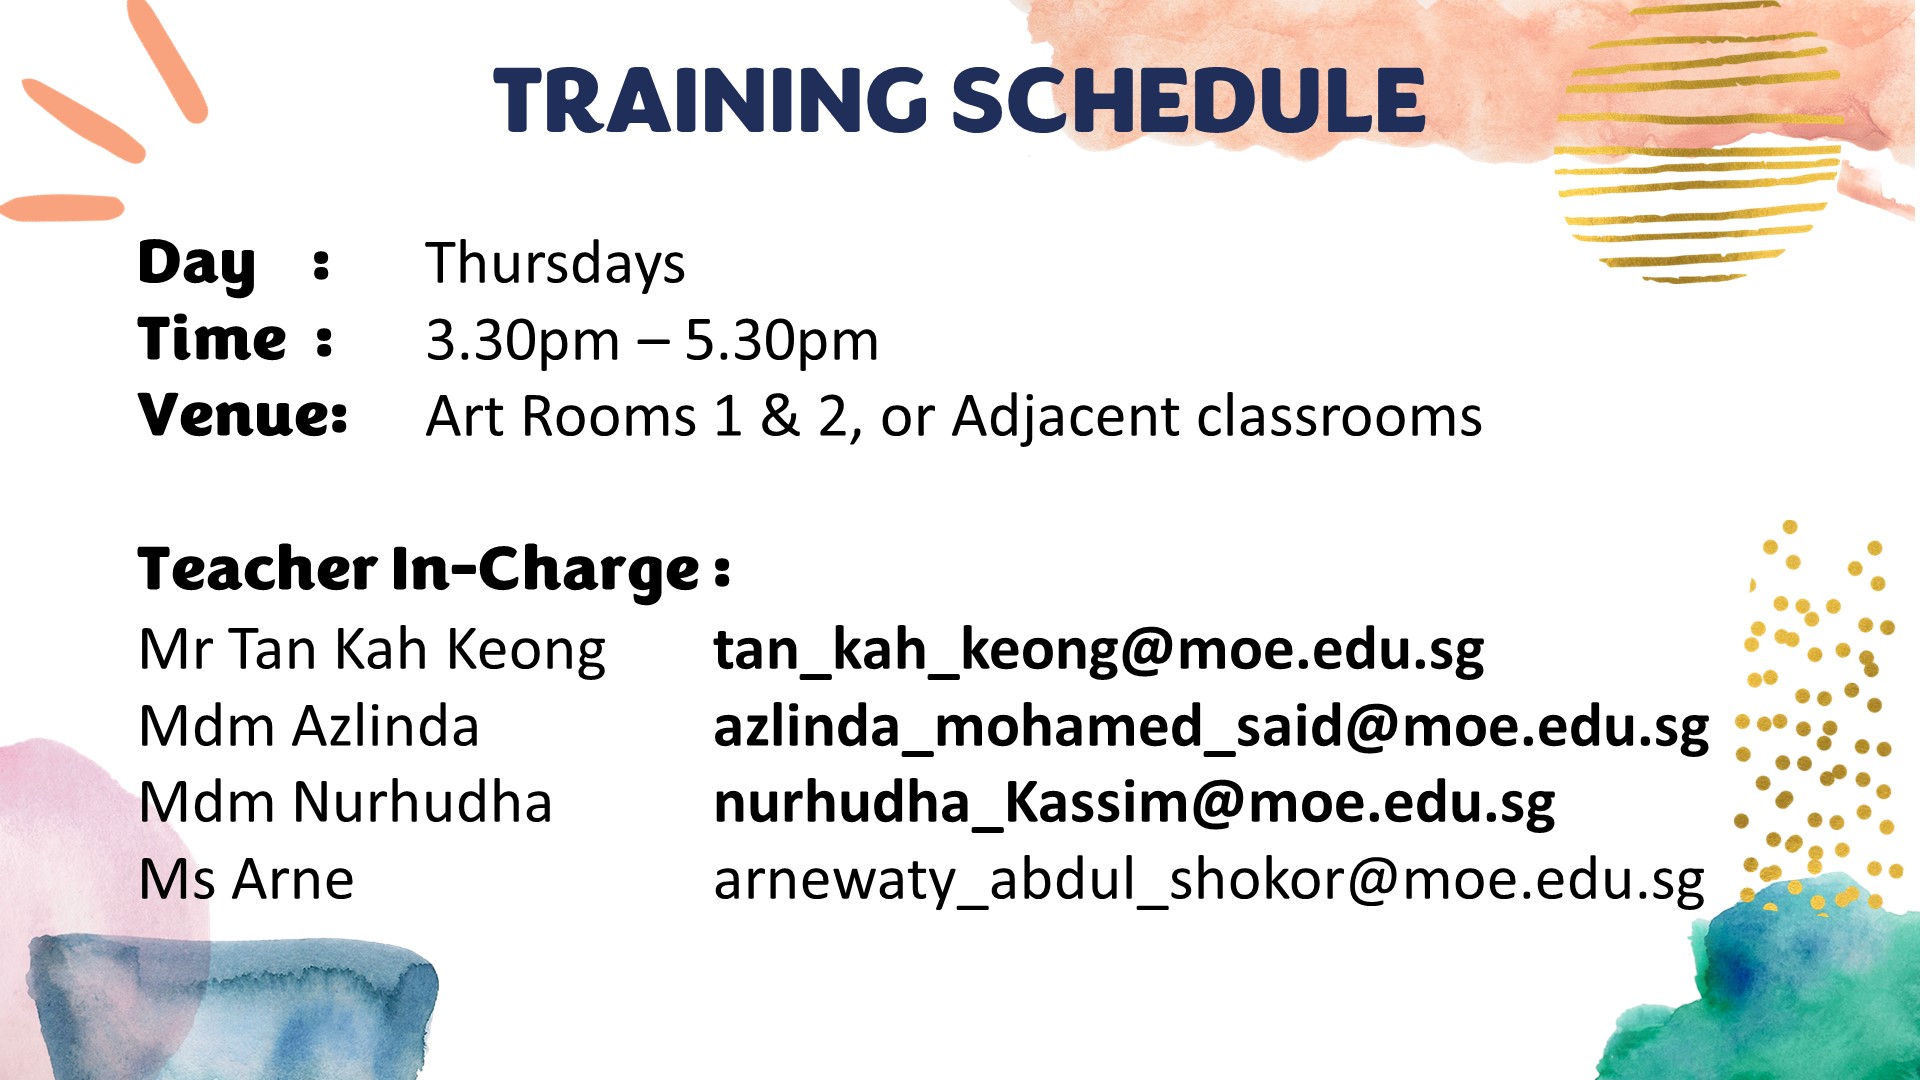 TRAINING SCHEDULE
Day : Thursdays
Time : 3.30pm – 5.30pm
Venue: Art Rooms 1 & 2, or Adjacent classrooms
Teacher In-Charge :
Mr Tan Kah Keong tan_kah_keong@moe.edu.sg
Mdm Azlinda azlinda_mohamed_said@moe.edu.sg
Mdm Nurhudha nurhudha_Kassim@moe.edu.sg
Ms Arne arnewaty_abdul_shokor@moe.edu.sg